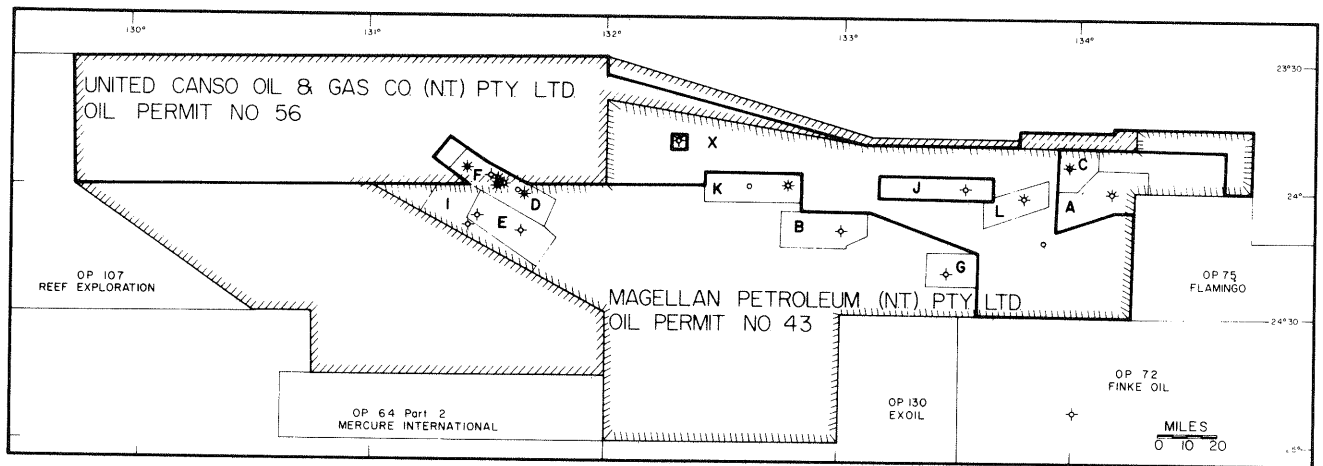 130°
131°
132°
133°
134°
23°30
UNITED CANSO OIL & GAS CO (N.T) PTY. LTD.
OIL PERMIT NO 56
X
C
F
K
J
24°
D
L
A
I
E
B
G
OP 107
REEF EXPLORATION
OP 75
FLAMINGO
MAGELLAN PETROLEUM (N.T) PTY LTD
OIL PERMIT NO 43
24°30
OP 72
FINKE OIL
OP 130
EXOIL
OP 64 Part 2
MERCURE INTERNATIONAL
MILES
0 10 20